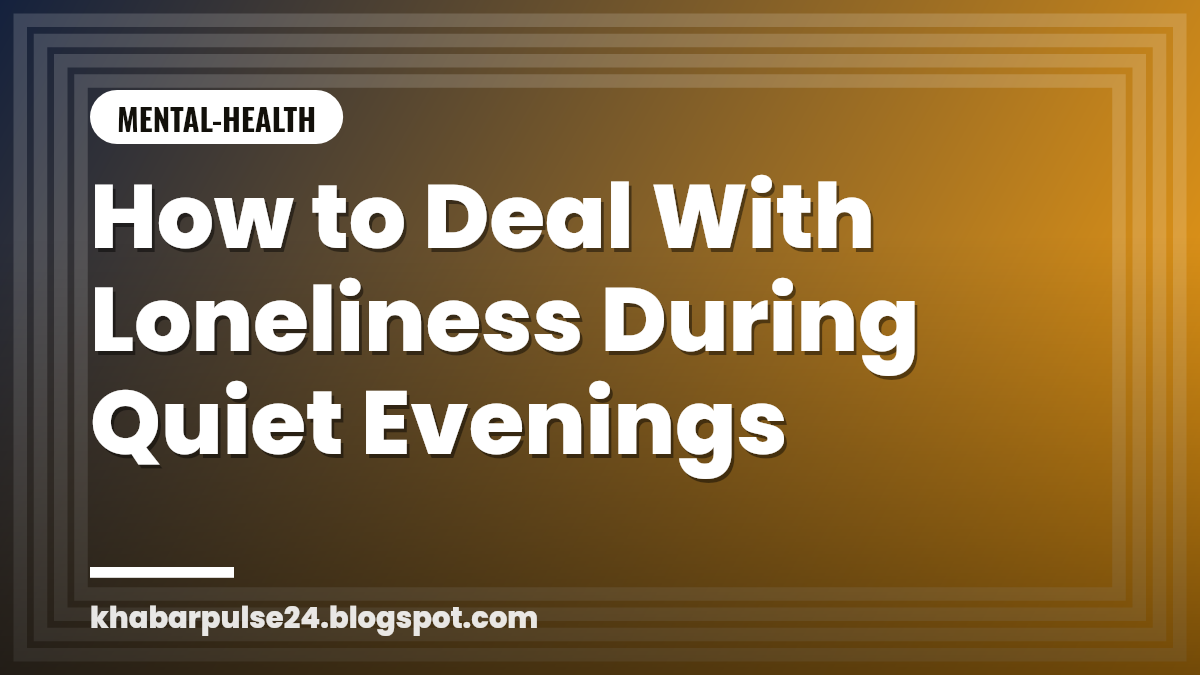 MENTAL-HEALTH
How to Deal With
Loneliness During
Quiet Evenings
khabarpulse24.blogspot.com